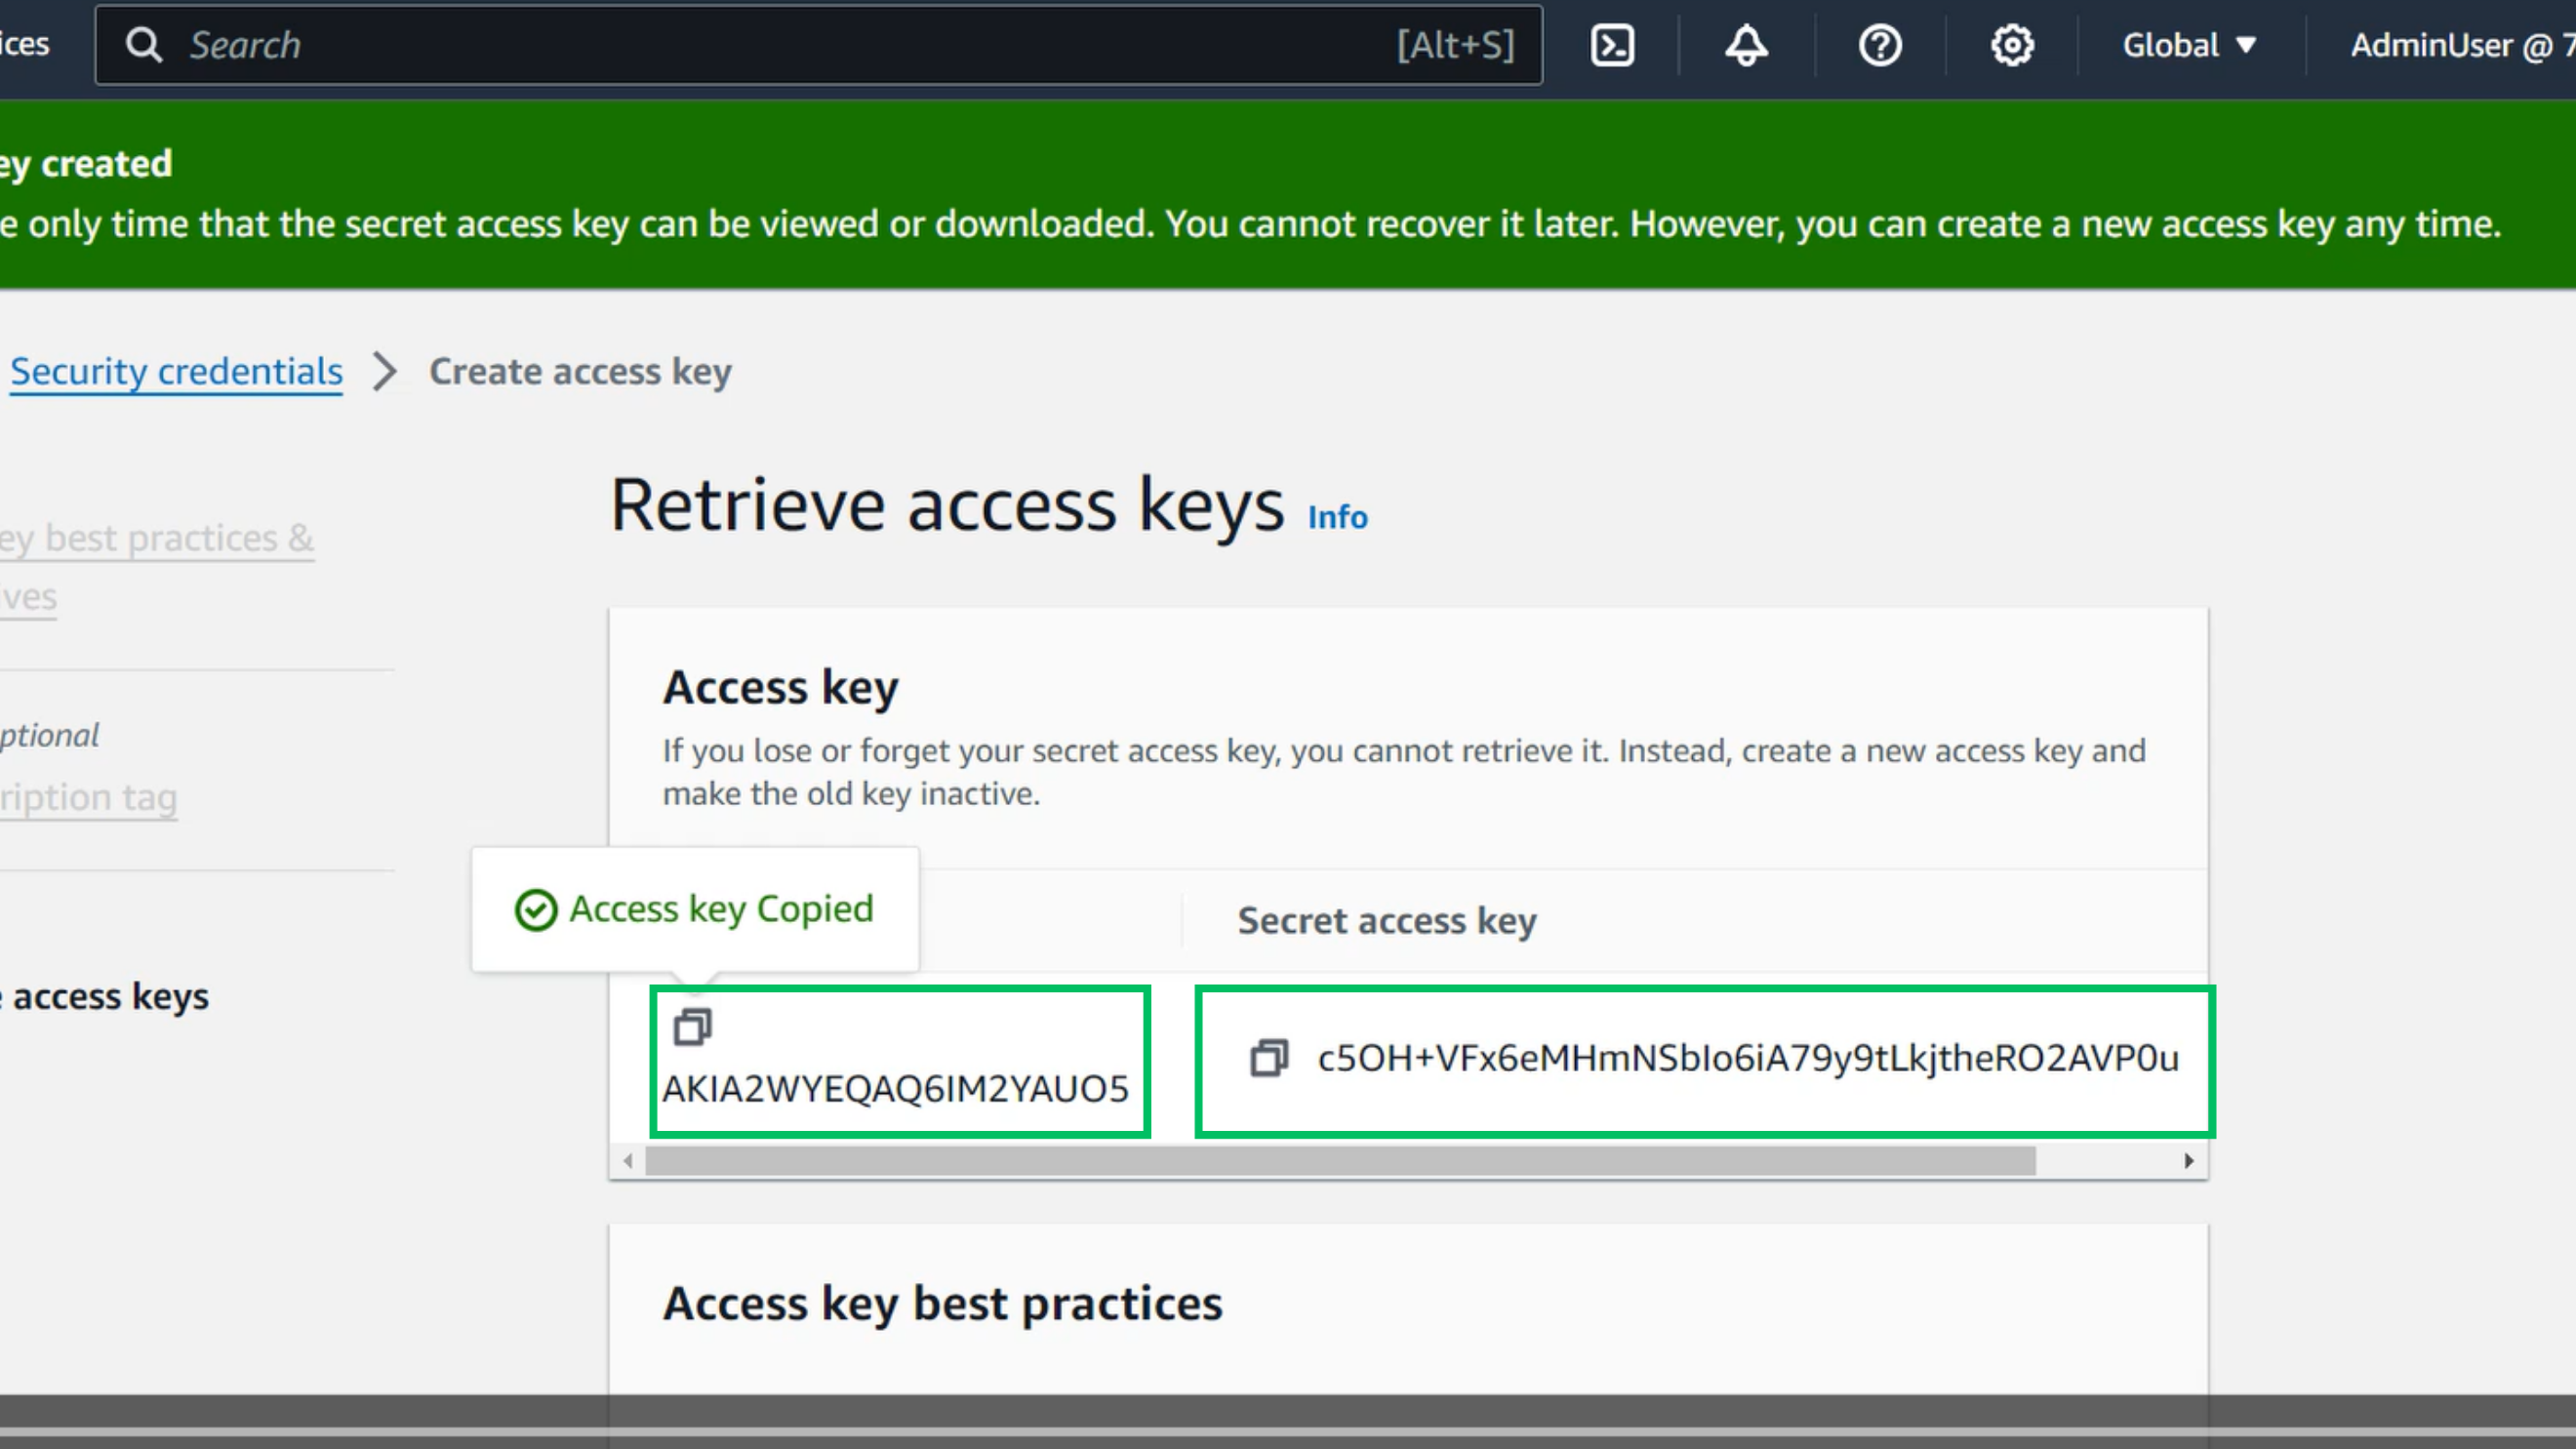 ices
Search
[Alt+S]
Global
AdminUser @ 7
ey created
e only time that the secret access key can be viewed or downloaded. You cannot recover it later. However, you can create a new access key any time.
Security credentials
Create access key
ey best practices &
ives
ptional
ription tag
access keys
Retrieve access keys Info
Access key
If you lose or forget your secret access key, you cannot retrieve it. Instead, create a new access key and
make the old key inactive.
Access key Copied
Secret access key
AKIA2WYEQAQ6IM2YAUO5
c5OH+VFx6eMHmNSbIo6iA79y9tLkjtheRO2AVP0u
Access key best practices